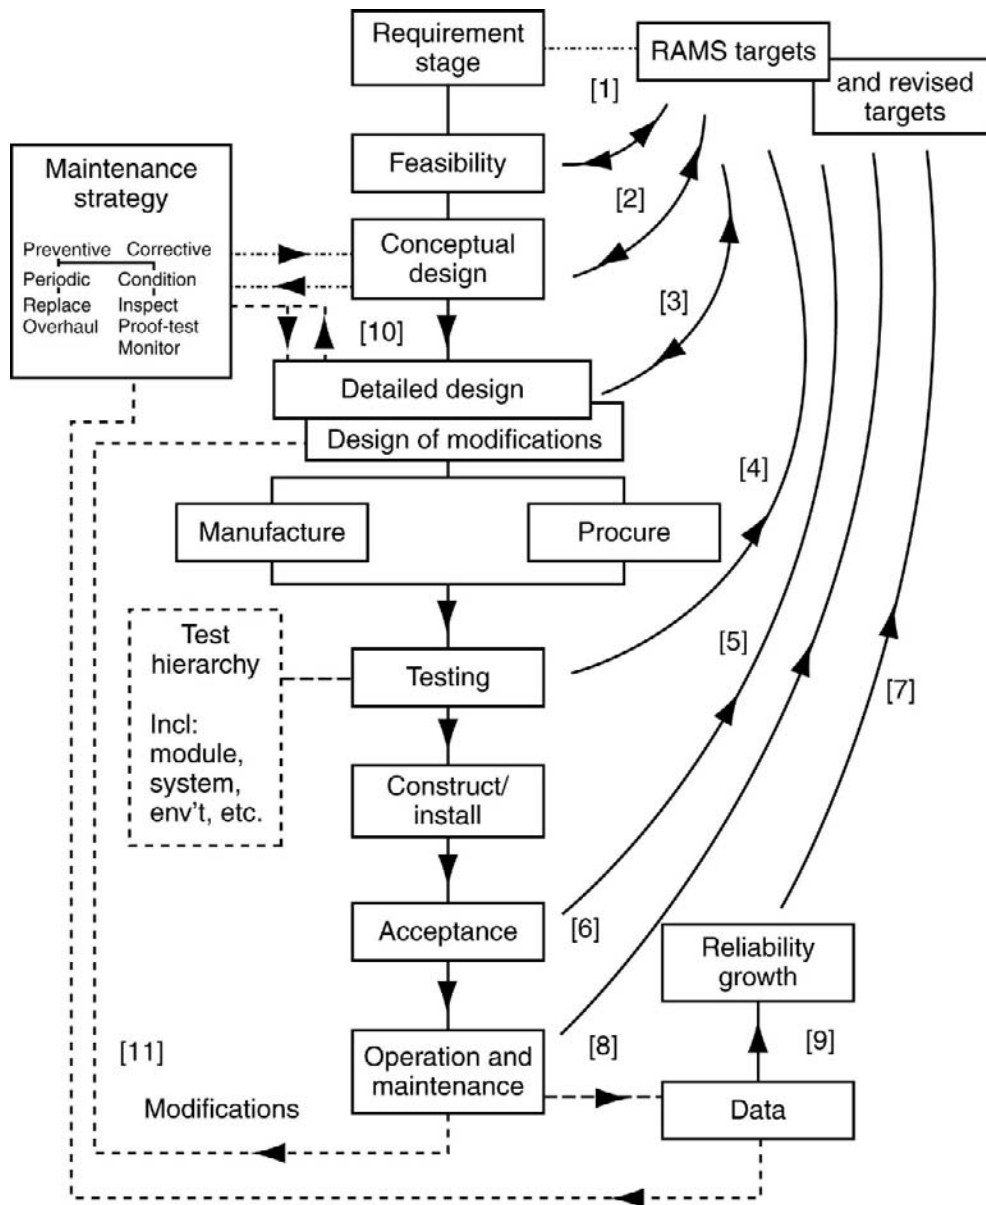 Requirement
stage
RAMS targets
and revised
targets
[1]
Feasibility
Maintenance
strategy
Preventive Corrective
Periodic Condition
Replace Inspect
Overhaul Proof-test
Monitor
[2]
Conceptual
design
[3]
[10]
Detailed design
Design of modifications
[4]
Manufacture
Procure
Test
hierarchy
Incl:
module,
system,
env't, etc.
Testing
[5]
[7]
Construct/
install
Acceptance
[6]
Reliability
growth
[11]
Operation and
maintenance
[8]
[9]
Modifications
Data